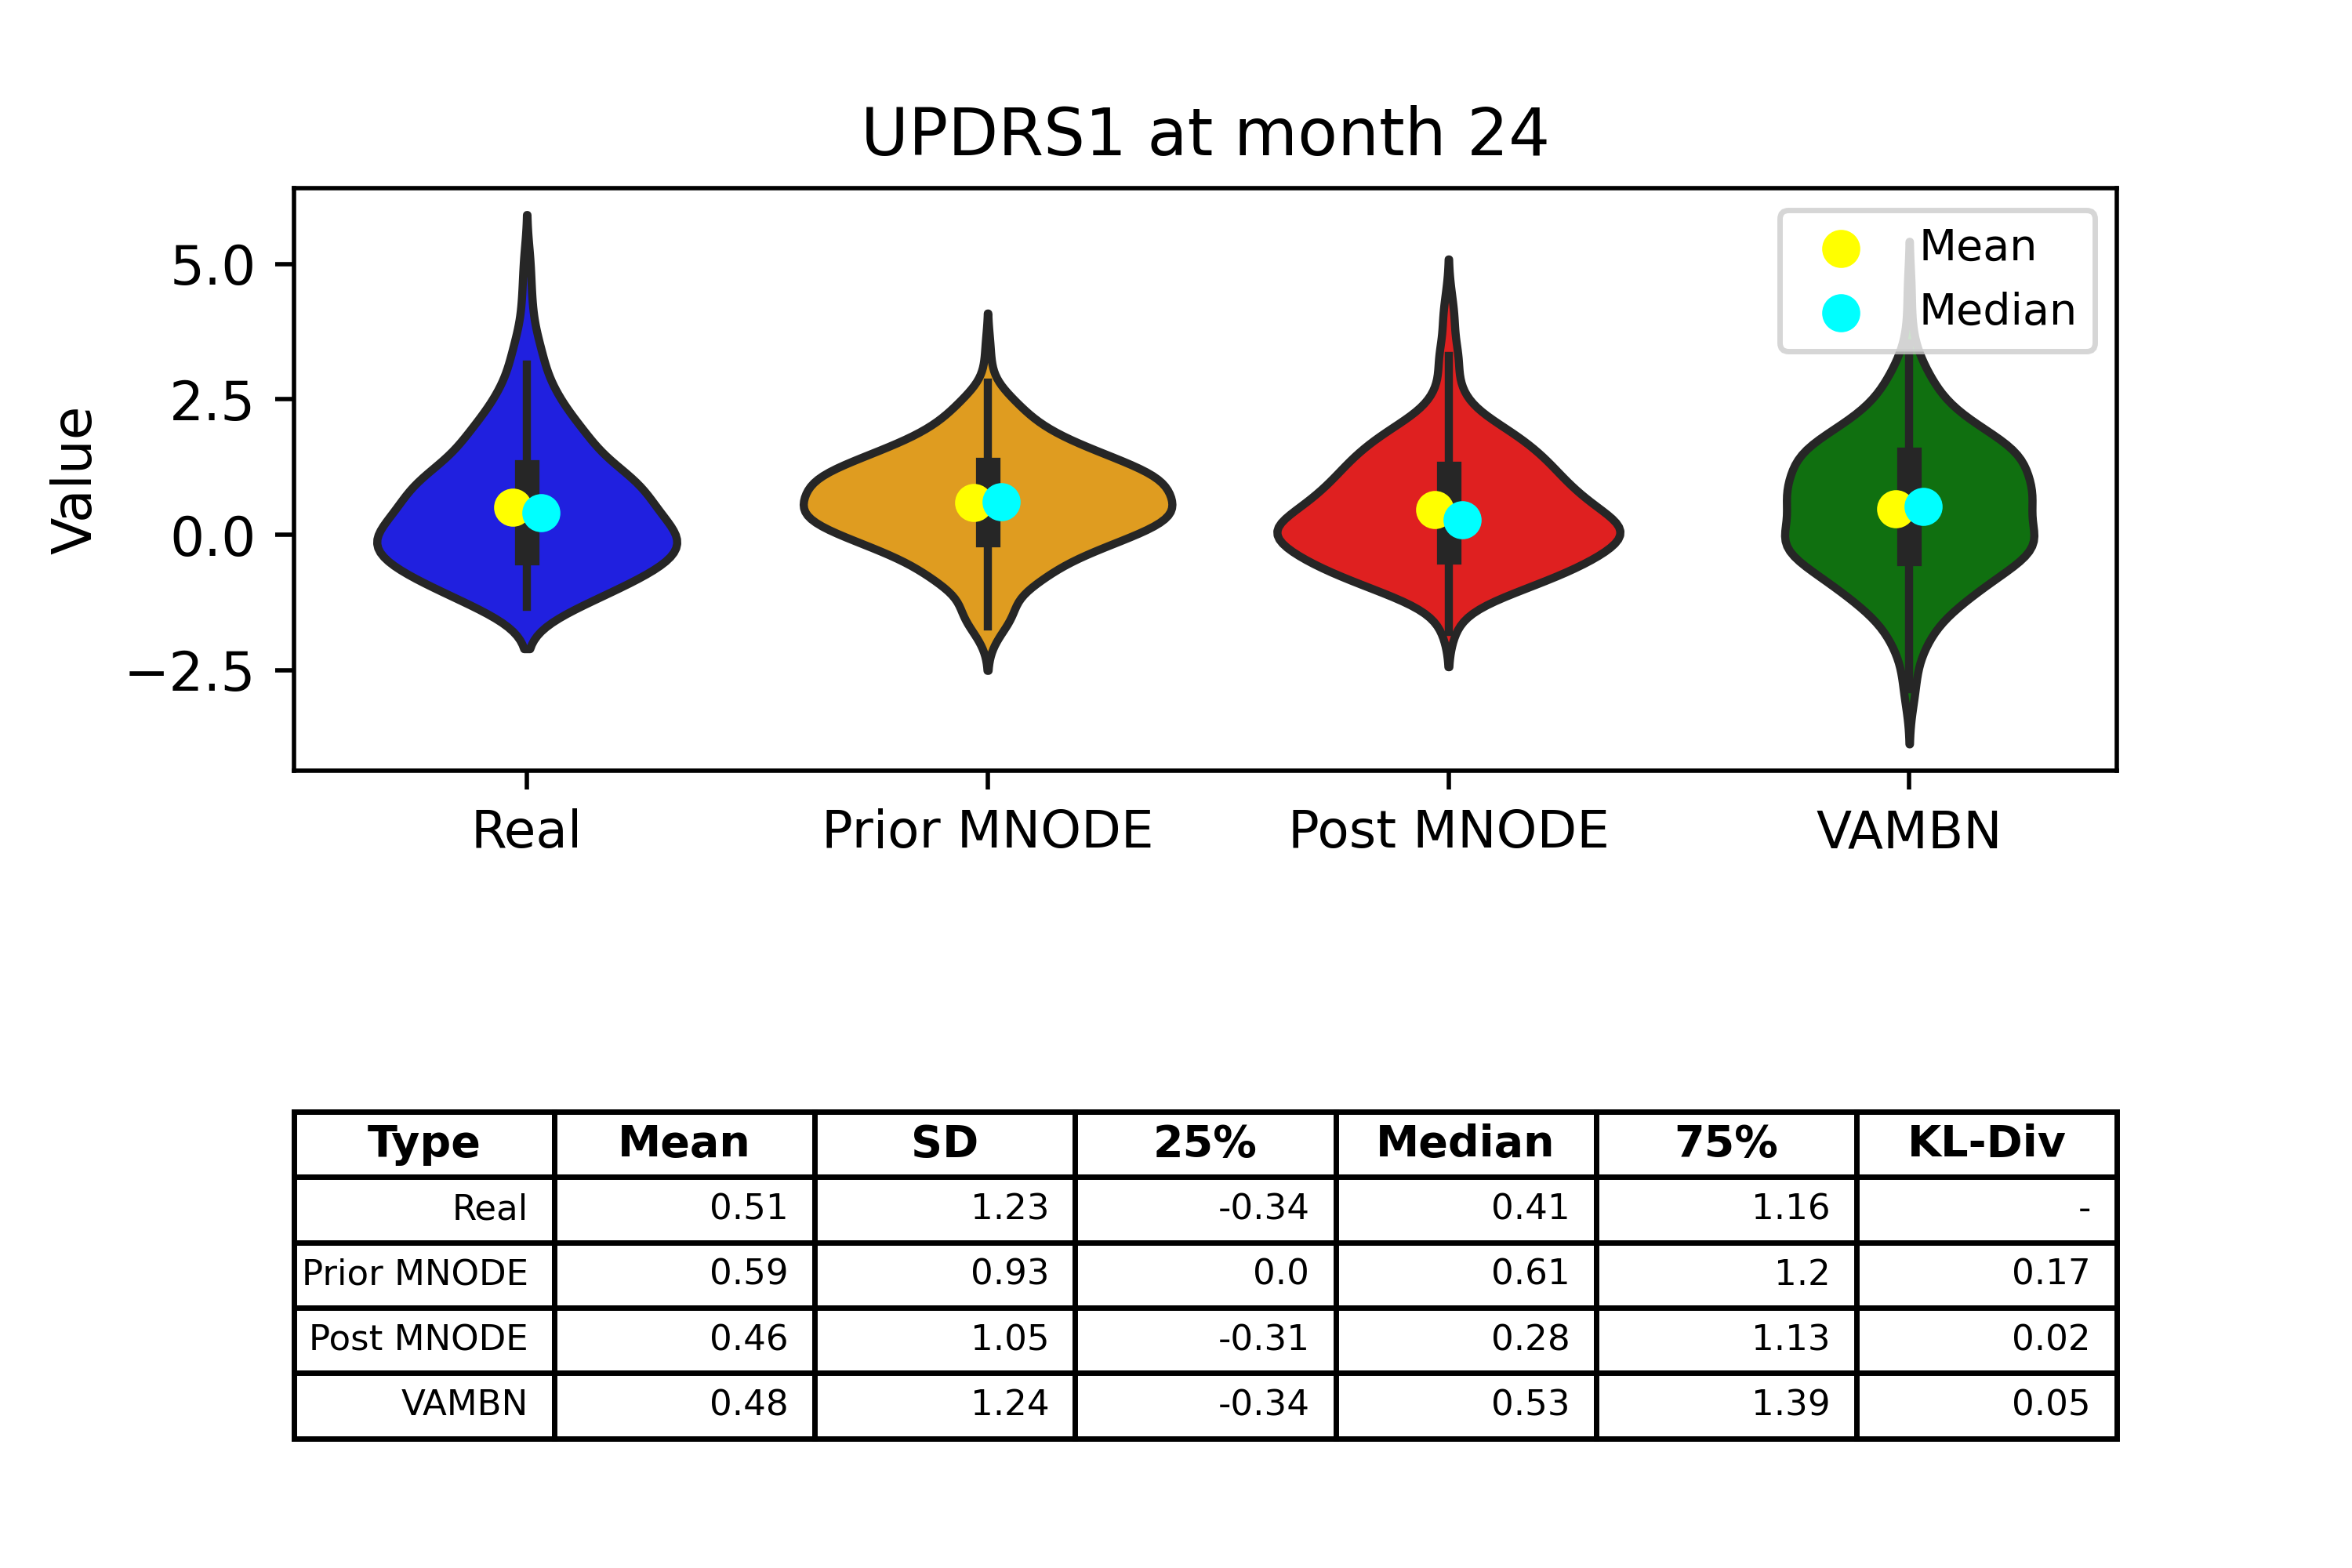 UPDRS1 at month 24
Mean
Median
Value
5.0
2.5
0.0
−2.5
Real Prior MNODE Post MNODE VAMBN
Type Mean SD 25% Median 75% KL-Div
Real 0.51 1.23 -0.34 0.41 1.16 -
Prior MNODE 0.59 0.93 0.0 0.61 1.2 0.17
Post MNODE 0.46 1.05 -0.31 0.28 1.13 0.02
VAMBN 0.48 1.24 -0.34 0.53 1.39 0.05